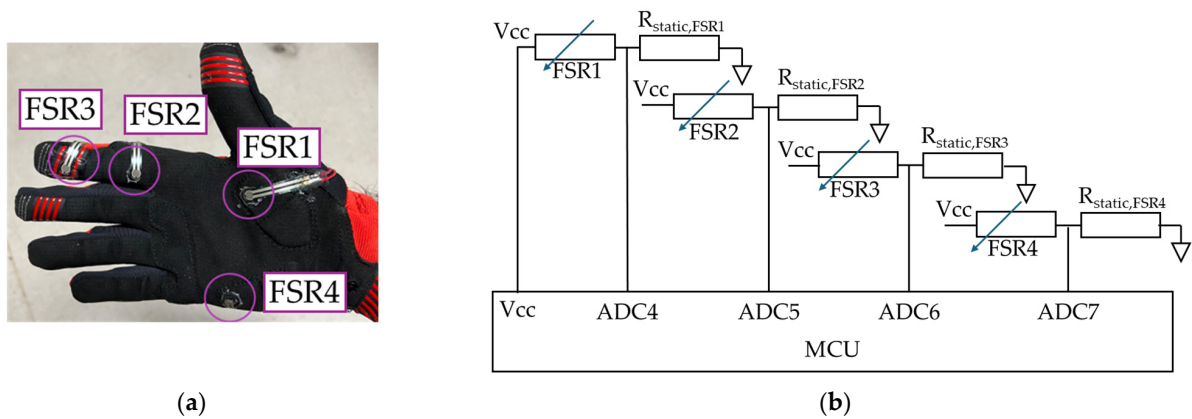 FSR3
FSR2
FSR1
FSR4
(a)
Vcc
R_static,FSR1
FSR1
Vcc
R_static,FSR2
FSR2
Vcc
R_static,FSR3
FSR3
Vcc
R_static,FSR4
FSR4
Vcc ADC4 ADC5 ADC6 ADC7
MCU
(b)